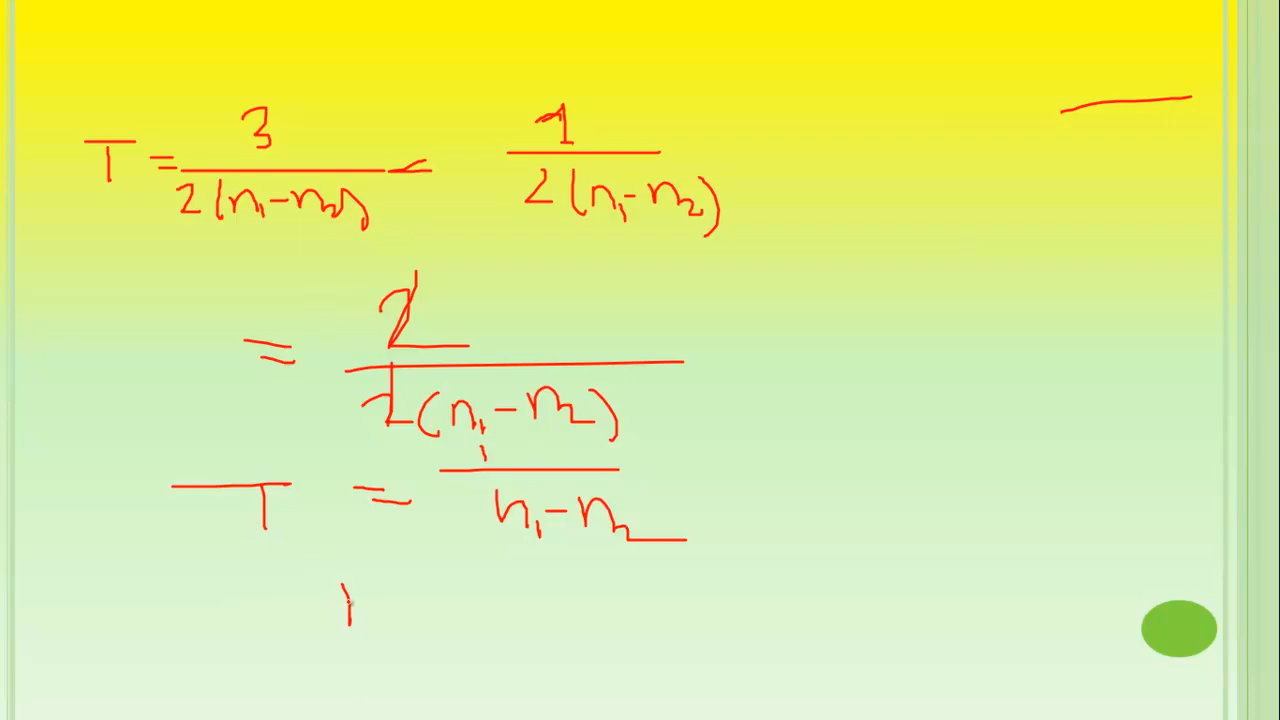 T = 3/2(n₁-n₂) - 1/2(n₁-n₂)
= 2/2(n₁-n₂)
T = 1/n₁-n₂